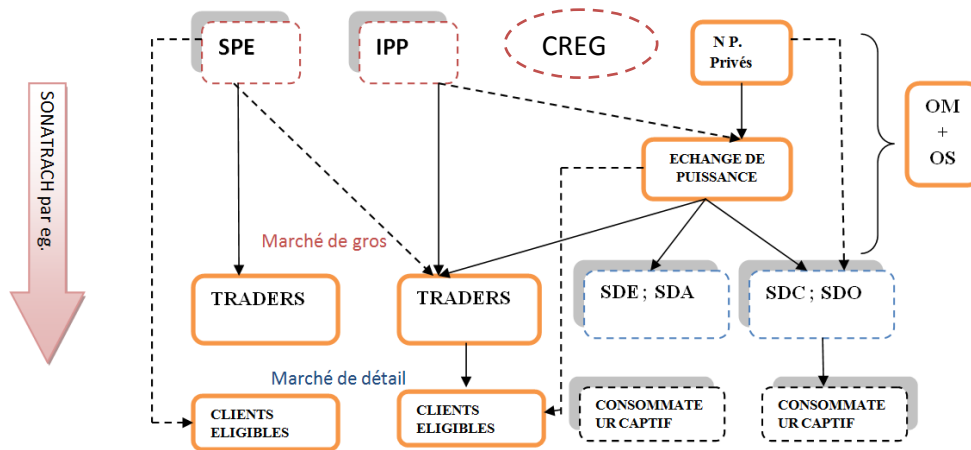 SPE
IPP
CREG
N P.
Privés
OM
+
OS
SONATRACH par eg.
ECHANGE DE
PUISSANCE
Marché de gros
TRADERS
TRADERS
SDE ; SDA
SDC ; SDO
Marché de détail
CLIENTS
ELIGIBLES
CLIENTS
ELIGIBLES
CONSOMMATE
UR CAPTIF
CONSOMMATE
UR CAPTIF